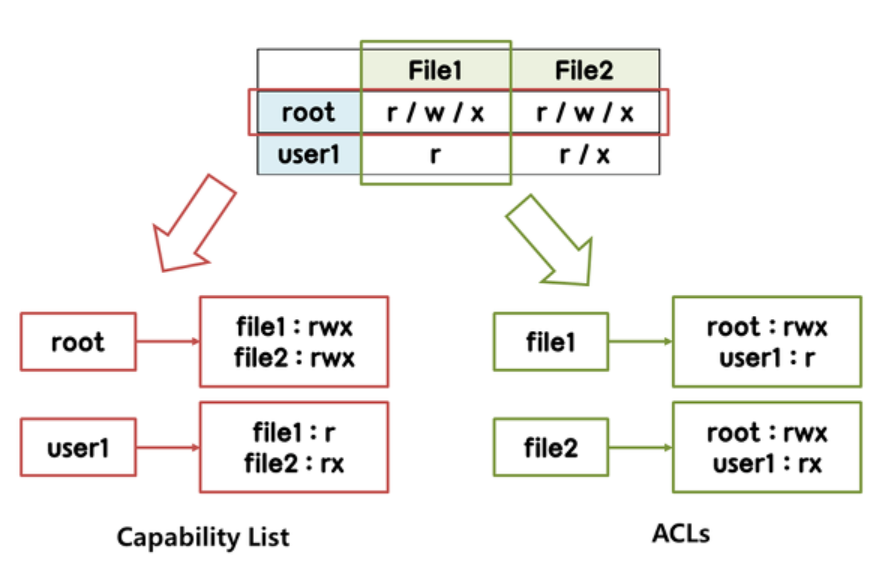 File1 File2
root r / w / x r / w / x
user1 r r / x
root
file1 : rwx
file2 : rwx
user1
file1 : r
file2 : rx
Capability List
file1
root : rwx
user1 : r
file2
root : rwx
user1 : rx
ACLs